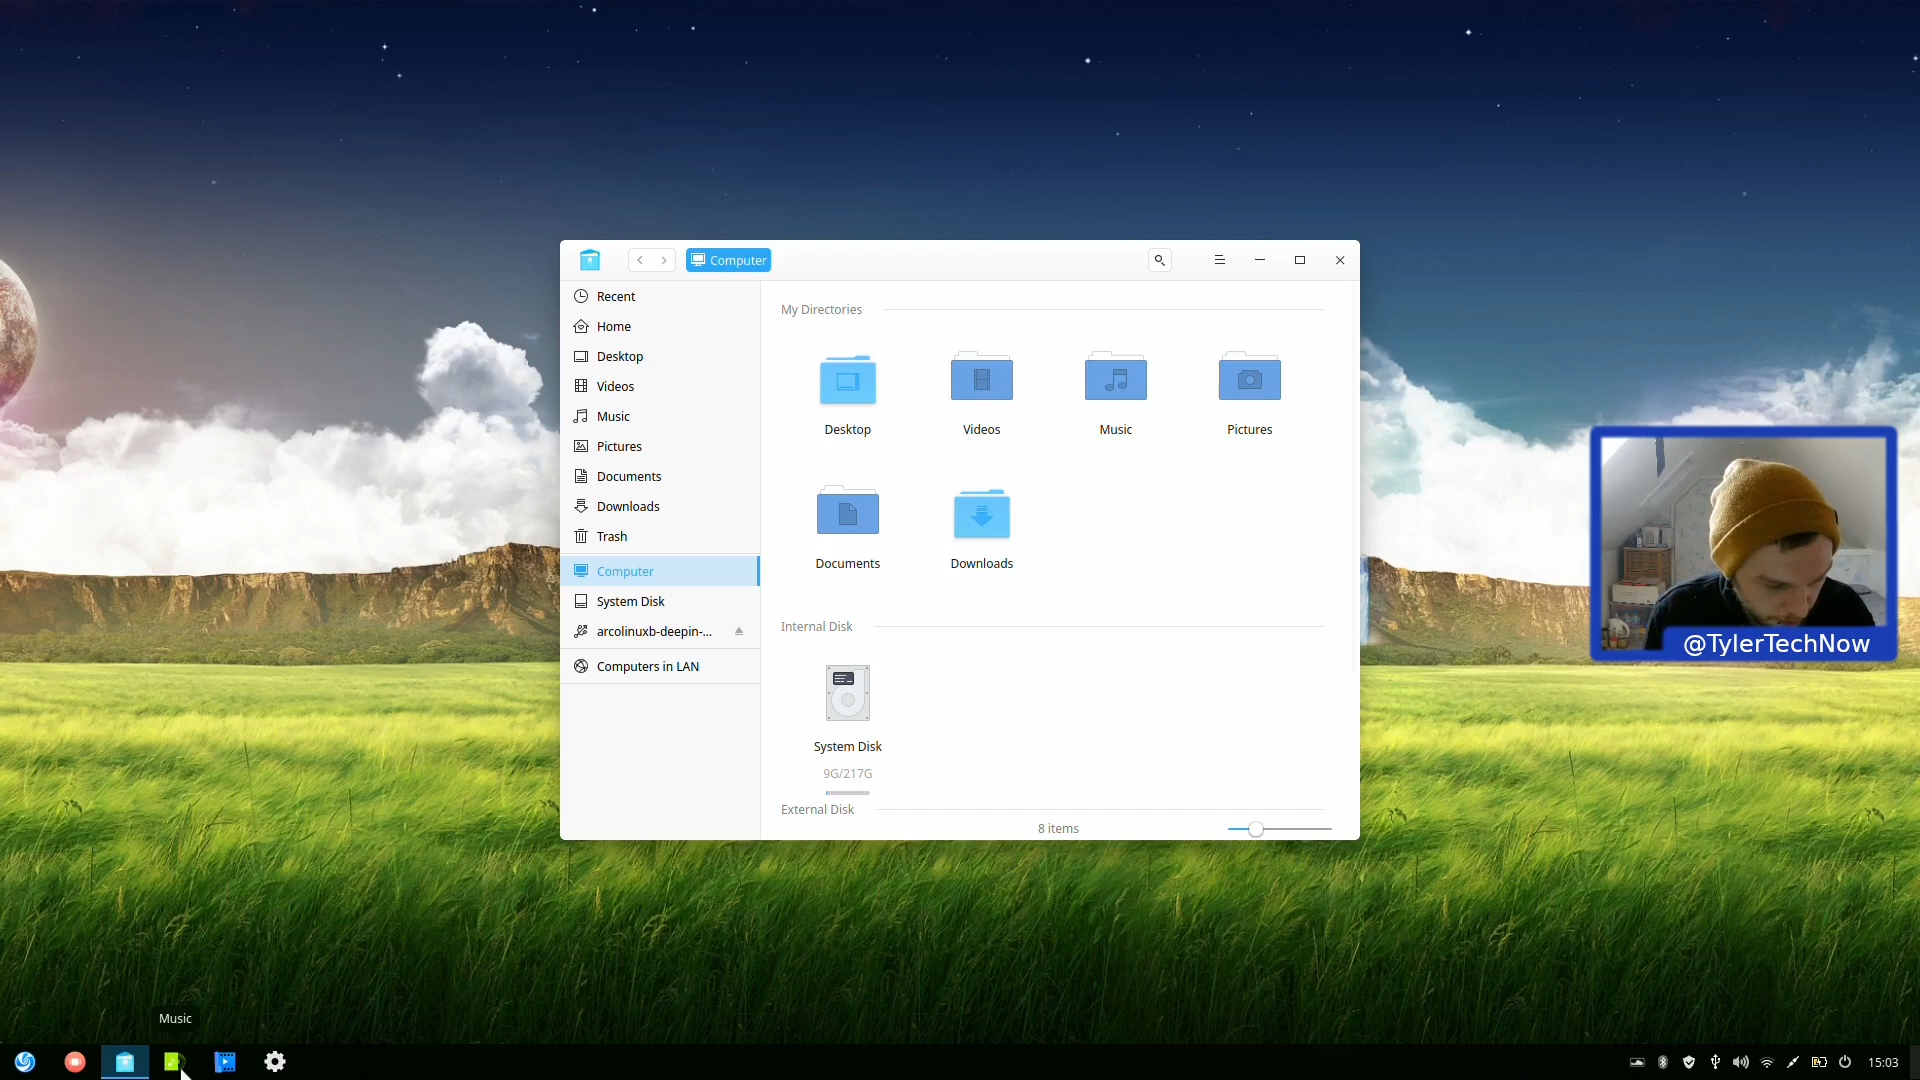 Computer
Recent
Home
Desktop
Videos
Music
Pictures
Documents
Downloads
Trash
Computer
System Disk
arcolinuxb-deepin-...
Computers in LAN
My Directories
Desktop
Videos
Music
Pictures
Documents
Downloads
Internal Disk
System Disk
9G/217G
External Disk
8 items
@TylerTechNow
Music
15:03